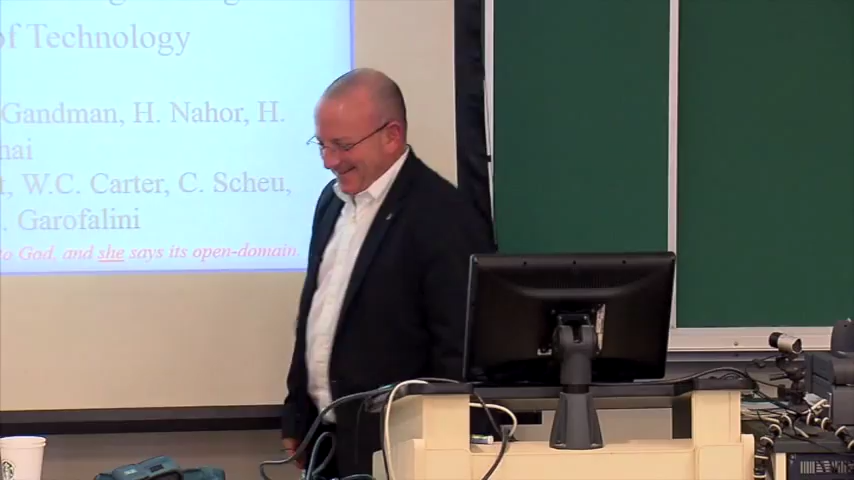 of Technology
Gandman, H. Nahor, H.
hai
t, W.C. Carter, C. Scheu,
. Garofalini
to God, and she says its open-domain.